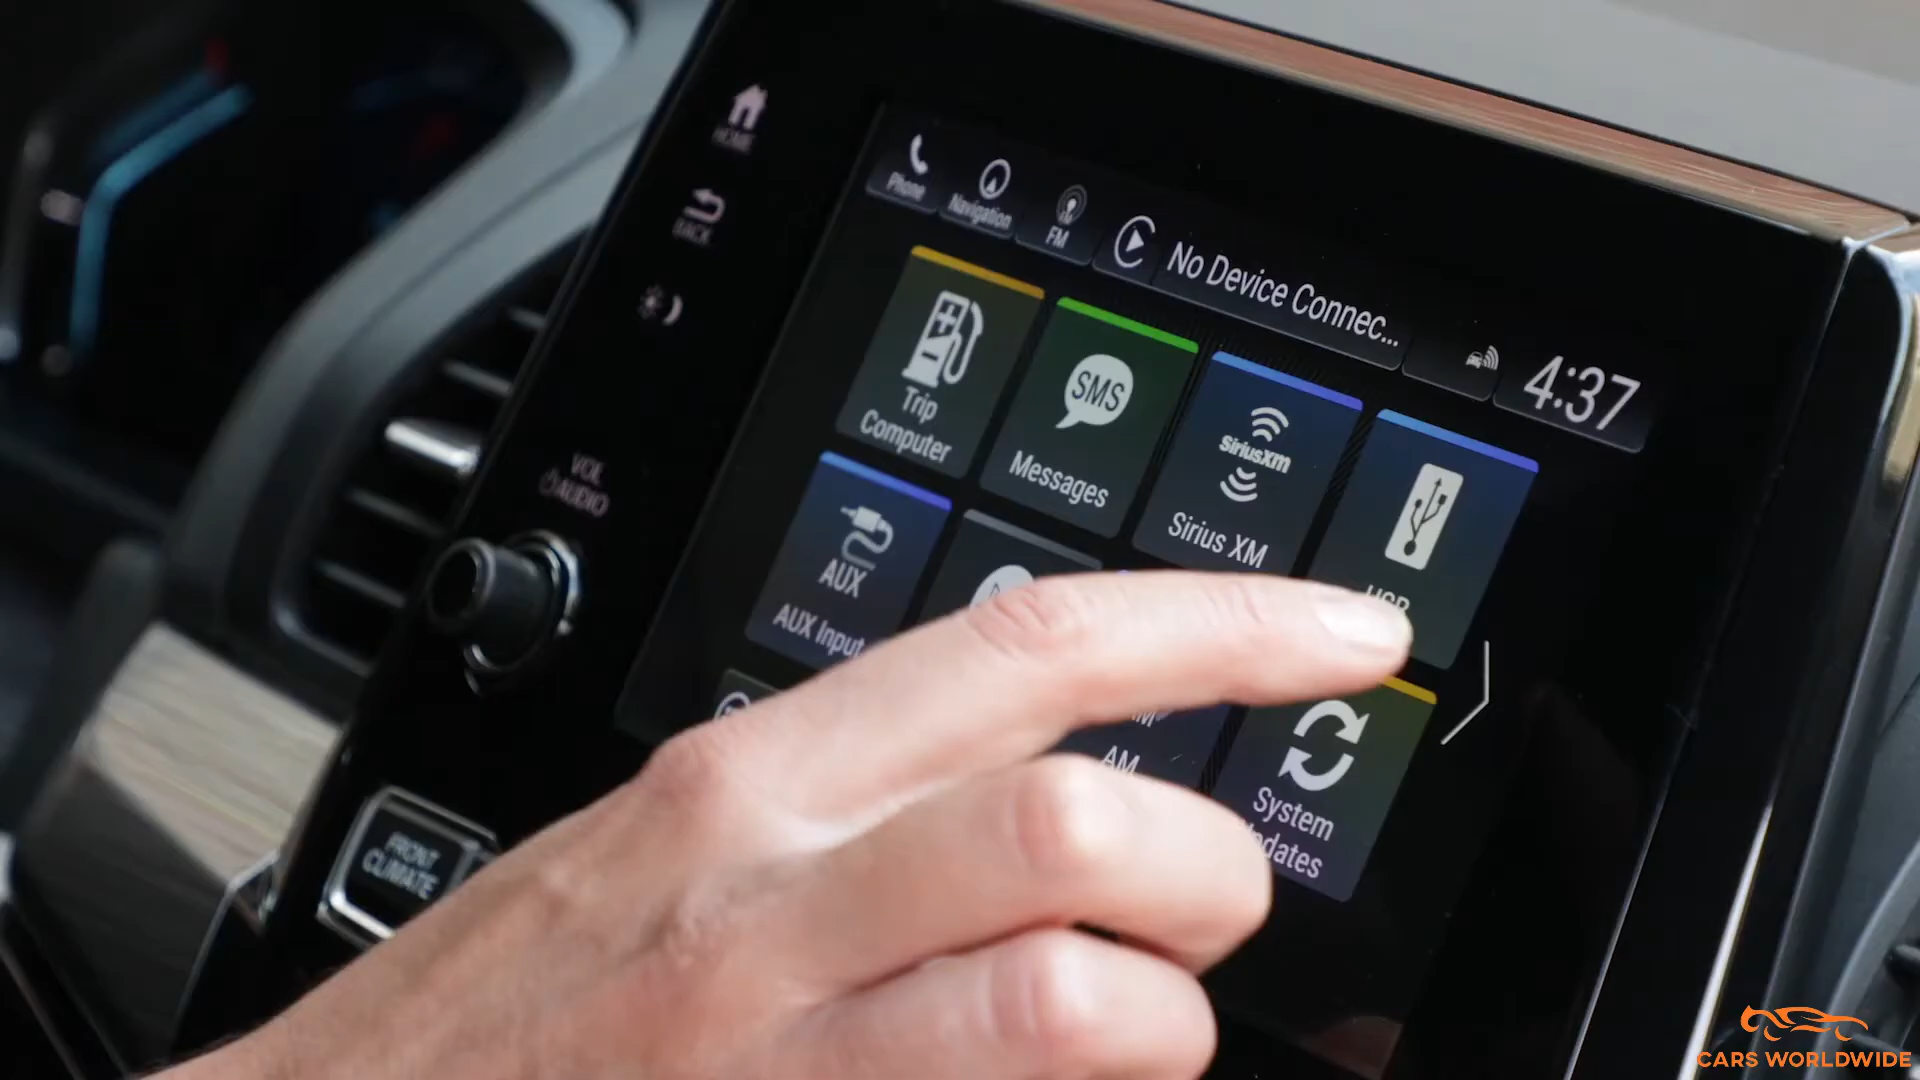 HOME
BACK
Phone
Navigation
FM
No Device Connec...
4:37
Trip
Computer
SMS
Messages
SiriusXM
Sirius XM
USB
VOL
AUDIO
AUX
AUX Input
AM
System
FRONT
CLIMATE
CARS WORLDWIDE